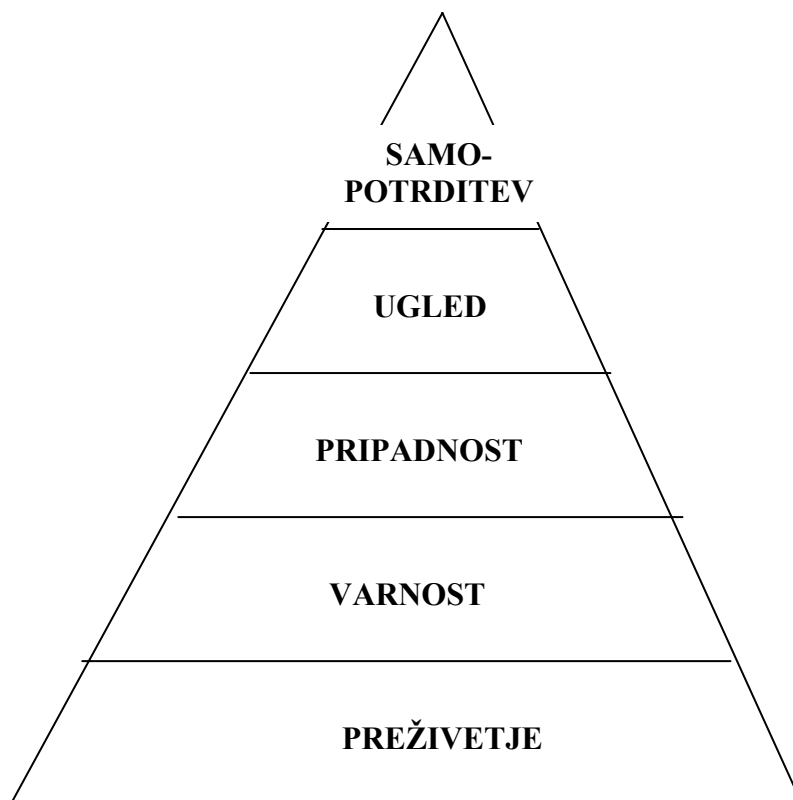 SAMO-
POTRDITEV
UGLED
PRIPADNOST
VARNOST
PREŽIVETJE